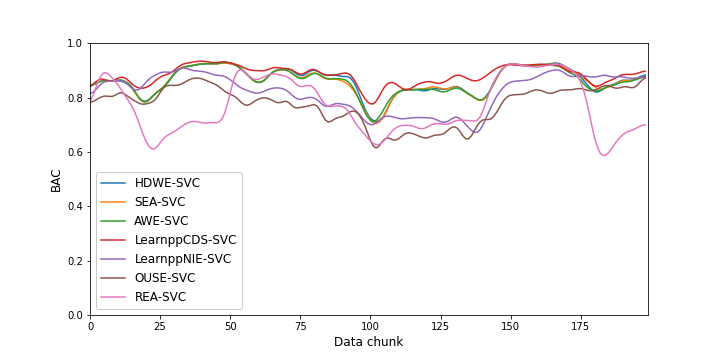 1.0
0.8
0.6
0.4
0.2
0.0
BAC
HDWE-SVC
SEA-SVC
AWE-SVC
LearnppCDS-SVC
LearnppNIE-SVC
OUSE-SVC
REA-SVC
0 25 50 75 100 125 150 175
Data chunk